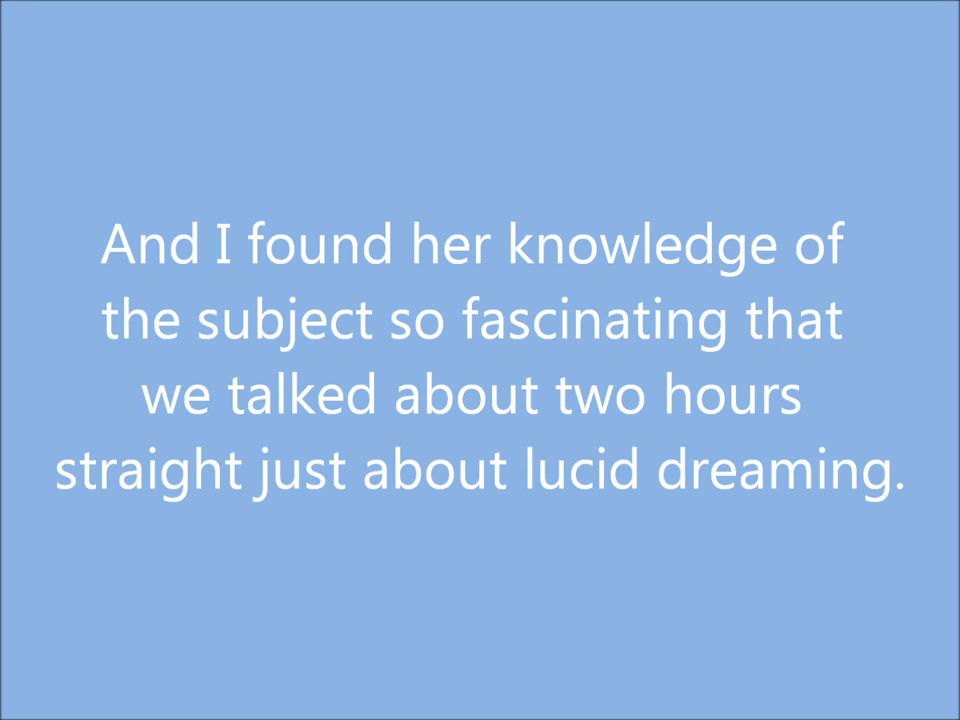 And I found her knowledge of
the subject so fascinating that
we talked about two hours
straight just about lucid dreaming.